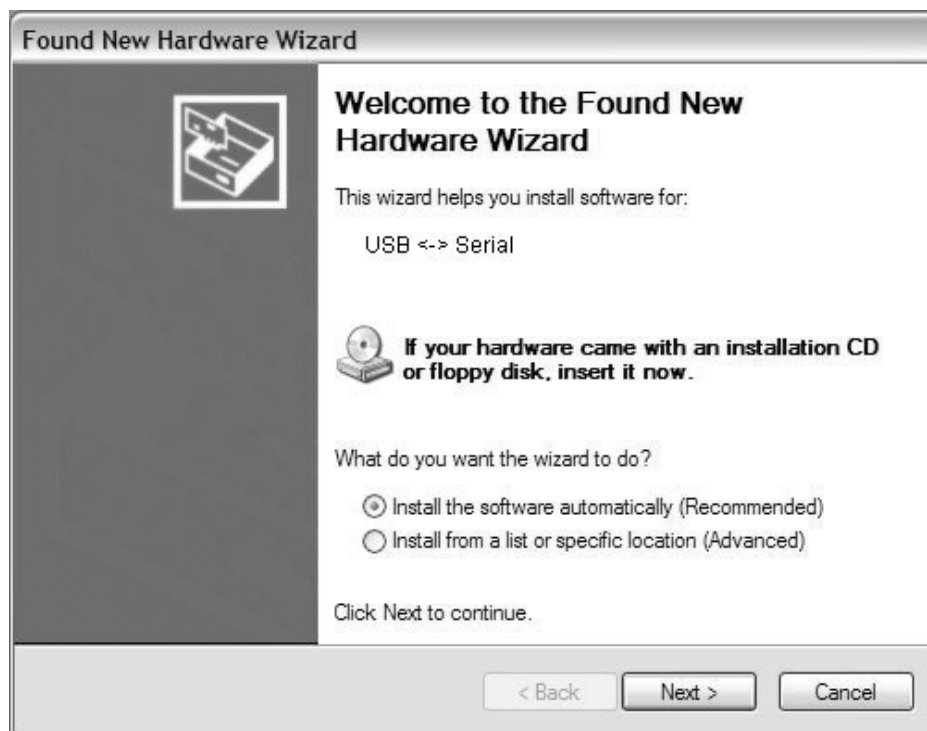 Found New Hardware Wizard
Welcome to the Found New
Hardware Wizard
This wizard helps you install software for:
USB <-> Serial
If your hardware came with an installation CD
or floppy disk, insert it now.
What do you want the wizard to do?
Install the software automatically (Recommended)
Install from a list or specific location (Advanced)
Click Next to continue.
< Back Next > Cancel